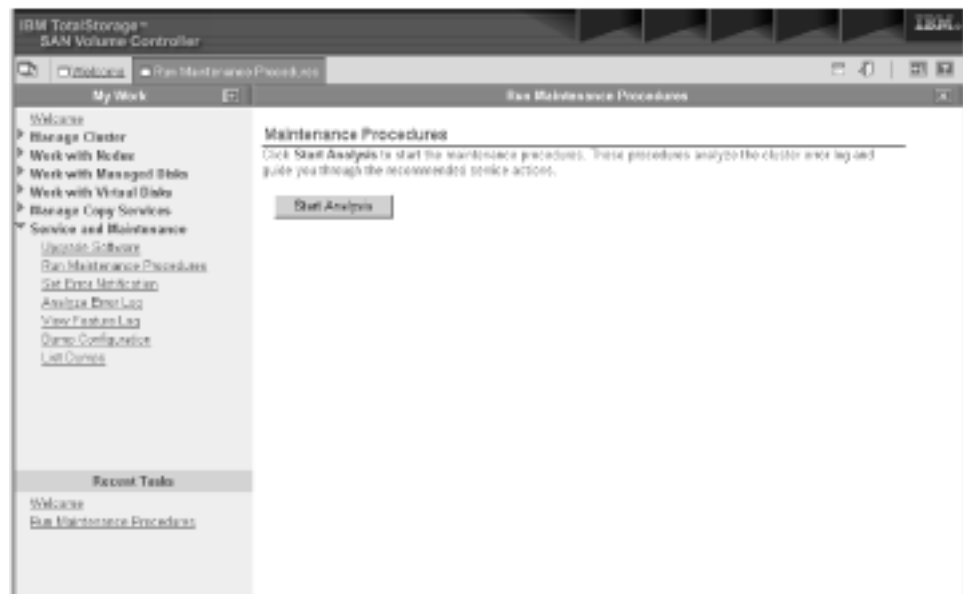 IBM TotalStorage™
SAN Volume Controller
IBM.
Welcome
Run Maintenance Procedures
My Work
Run Maintenance Procedures
Welcome
Manage Cluster
Work with Nodes
Work with Managed Disks
Work with Virtual Disks
Manage Copy Services
Service and Maintenance
Upgrade Software
Run Maintenance Procedures
Set Error Notification
Analyze Error Log
View Feature Log
Dump Configuration
List Dumps
Maintenance Procedures
Click Start Analysis to start the maintenance procedures. These procedures analyze the cluster error log and
guide you through the recommended service actions.
Start Analysis
Recent Tasks
Welcome
Run Maintenance Procedures